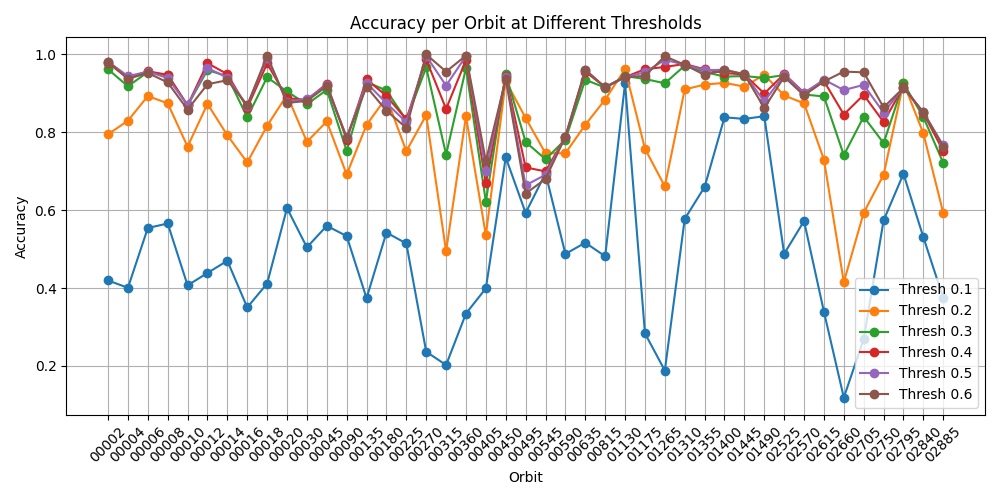 Accuracy per Orbit at Different Thresholds
Accuracy
1.0
0.8
0.6
0.4
0.2
Thresh 0.1
Thresh 0.2
Thresh 0.3
Thresh 0.4
Thresh 0.5
Thresh 0.6
00002 00004 00006 00008 00010 00012 00014 00016 00018 00020 00030 00045 00090 00135 00180 00225 00270 00315 00360 00405 00450 00495 00545 00590 00635 00815 01130 01175 01265 01310 01355 01400 01445 01490 02525 02570 02615 02660 02705 02750 02795 02840 02885
Orbit